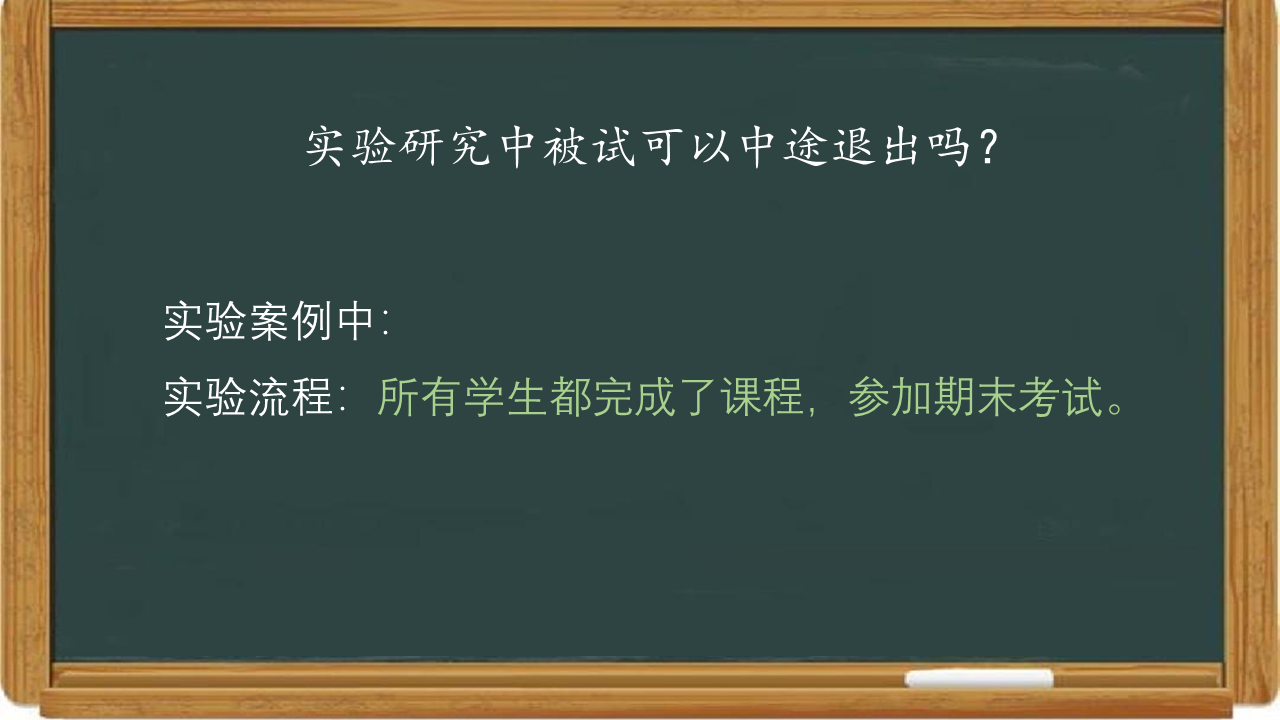 实验研究中被试可以中途退出吗？
实验案例中：
实验流程：所有学生都完成了课程，参加期末考试。